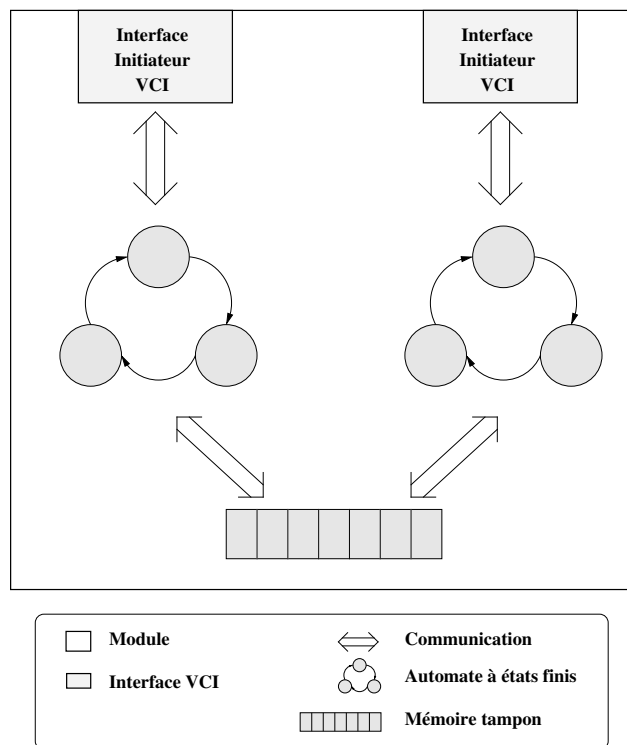 Interface
Initiateur
VCI
Interface
Initiateur
VCI
Module
Communication
Interface VCI
Automate à états finis
Mémoire tampon